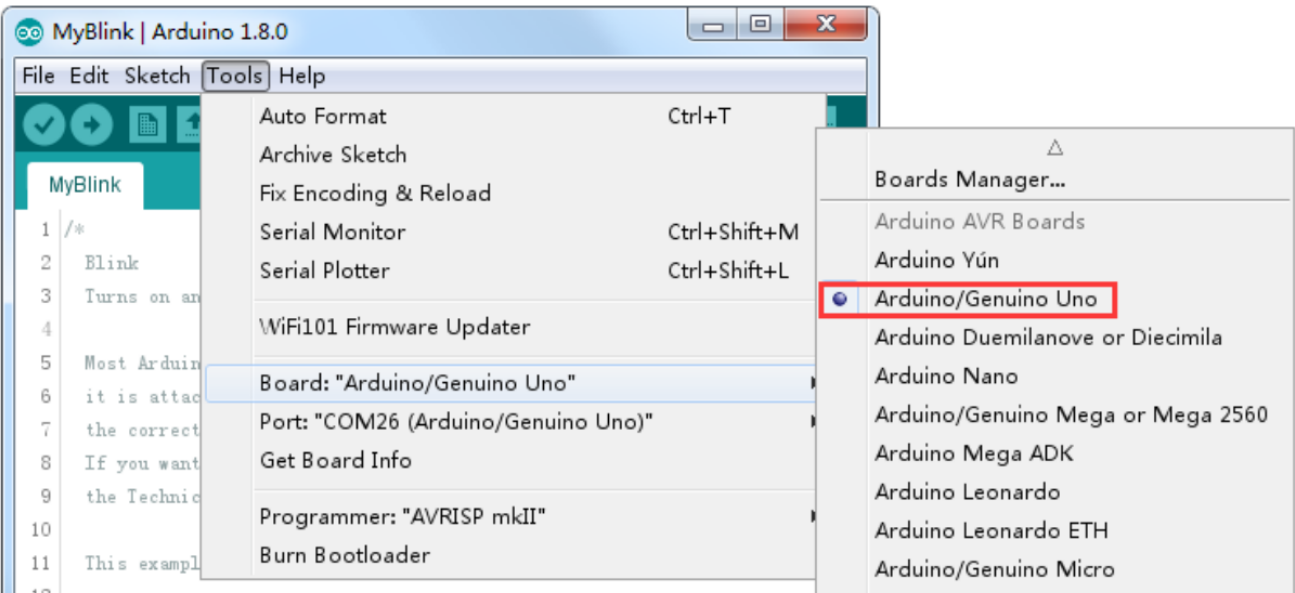 MyBlink | Arduino 1.8.0
File Edit Sketch Tools Help
MyBlink
1 /*
2 Blink
3 Turns on an
4
5 Most Arduin
6 it is attac
7 the correct
8 If you want
9 the Technic
10
11 This exampl
Auto Format Ctrl+T
Archive Sketch
Fix Encoding & Reload
Serial Monitor Ctrl+Shift+M
Serial Plotter Ctrl+Shift+L
WiFi101 Firmware Updater
Board: "Arduino/Genuino Uno"
Port: "COM26 (Arduino/Genuino Uno)"
Get Board Info
Programmer: "AVRISP mkII"
Burn Bootloader
Boards Manager...
Arduino AVR Boards
Arduino Yún
Arduino/Genuino Uno
Arduino Duemilanove or Diecimila
Arduino Nano
Arduino/Genuino Mega or Mega 2560
Arduino Mega ADK
Arduino Leonardo
Arduino Leonardo ETH
Arduino/Genuino Micro